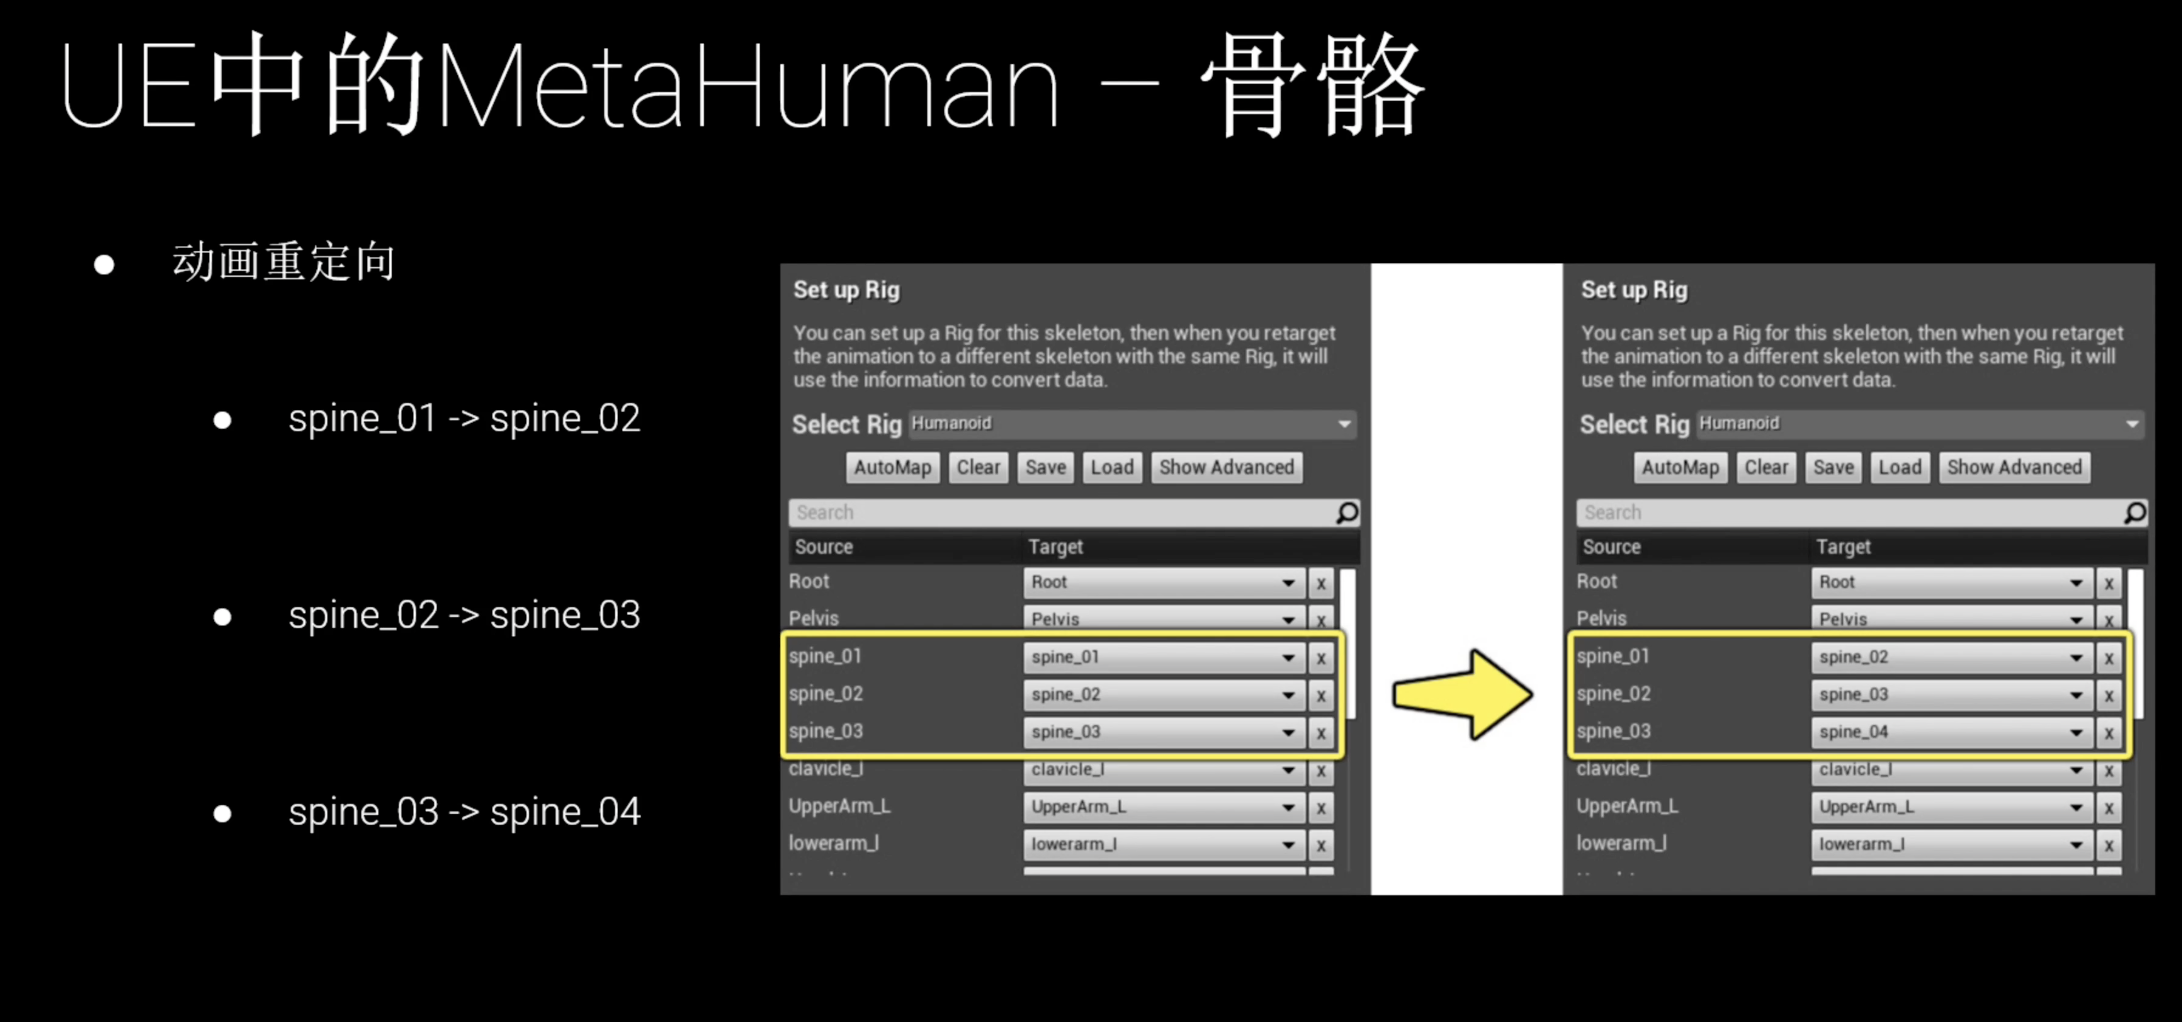 UE中的MetaHuman – 骨骼
动画重定向
spine_01 -> spine_02
spine_02 -> spine_03
spine_03 -> spine_04
Set up Rig
You can set up a Rig for this skeleton, then when you retarget
the animation to a different skeleton with the same Rig, it will
use the information to convert data.
Select Rig Humanoid
AutoMap Clear Save Load Show Advanced
Search
Source Target
Root Root x
Pelvis Pelvis x
spine_01 spine_01 x
spine_02 spine_02 x
spine_03 spine_03 x
clavicle_l clavicle_l x
UpperArm_L UpperArm_L x
lowerarm_l lowerarm_l x
Set up Rig
You can set up a Rig for this skeleton, then when you retarget
the animation to a different skeleton with the same Rig, it will
use the information to convert data.
Select Rig Humanoid
AutoMap Clear Save Load Show Advanced
Search
Source Target
Root Root x
Pelvis Pelvis x
spine_01 spine_02 x
spine_02 spine_03 x
spine_03 spine_04 x
clavicle_l clavicle_l x
UpperArm_L UpperArm_L x
lowerarm_l lowerarm_l x